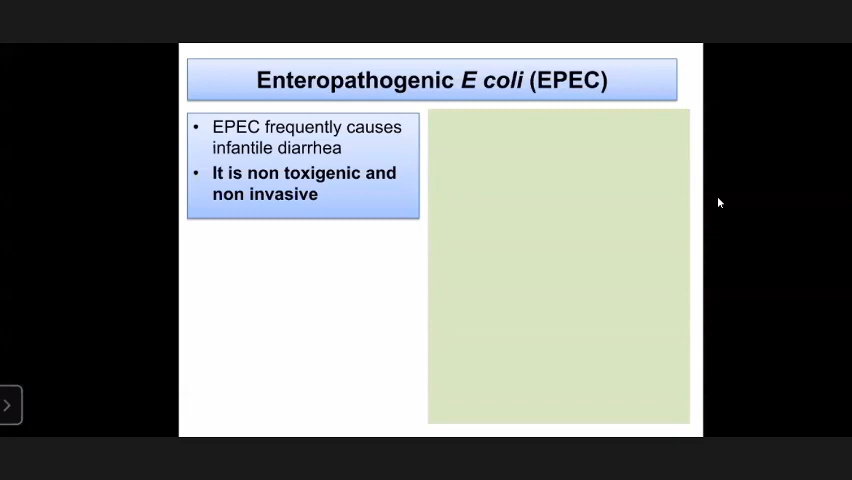 Enteropathogenic E coli (EPEC)
• EPEC frequently causes
infantile diarrhea
• It is non toxigenic and
non invasive